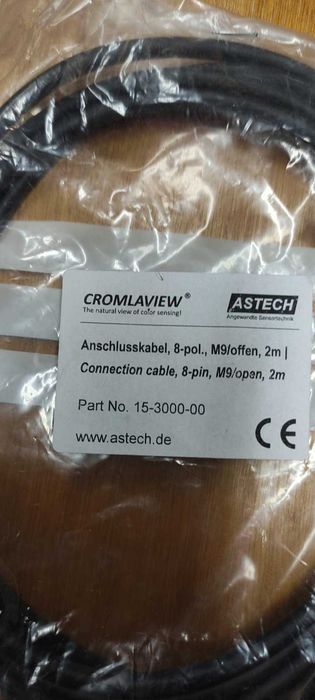 CROMLAVIEW®
The natural view of color sensing!
ASTECH
Angewandte Sensortechnik
Anschlusskabel, 8-pol., M9/offen, 2m |
Connection cable, 8-pin, M9/open, 2m
Part No. 15-3000-00
www.astech.de
CE